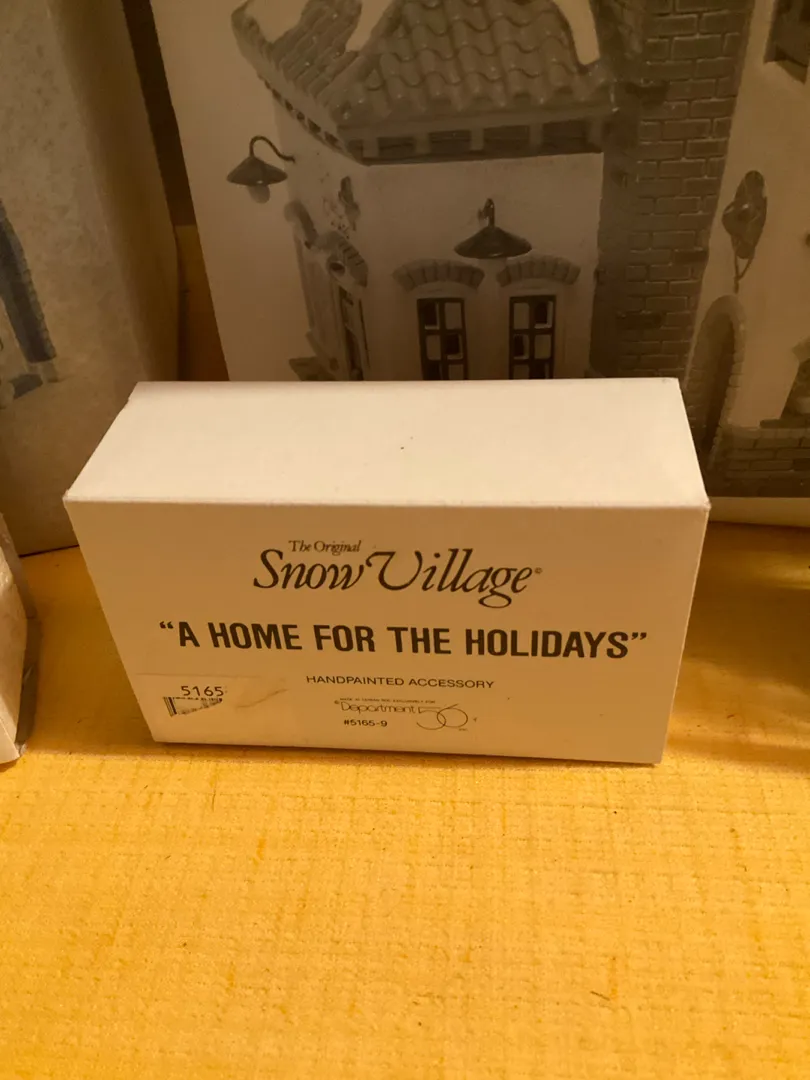 The Original
Snow Village©
“A HOME FOR THE HOLIDAYS”
HANDPAINTED ACCESSORY
5165
Department 56
#5165-9